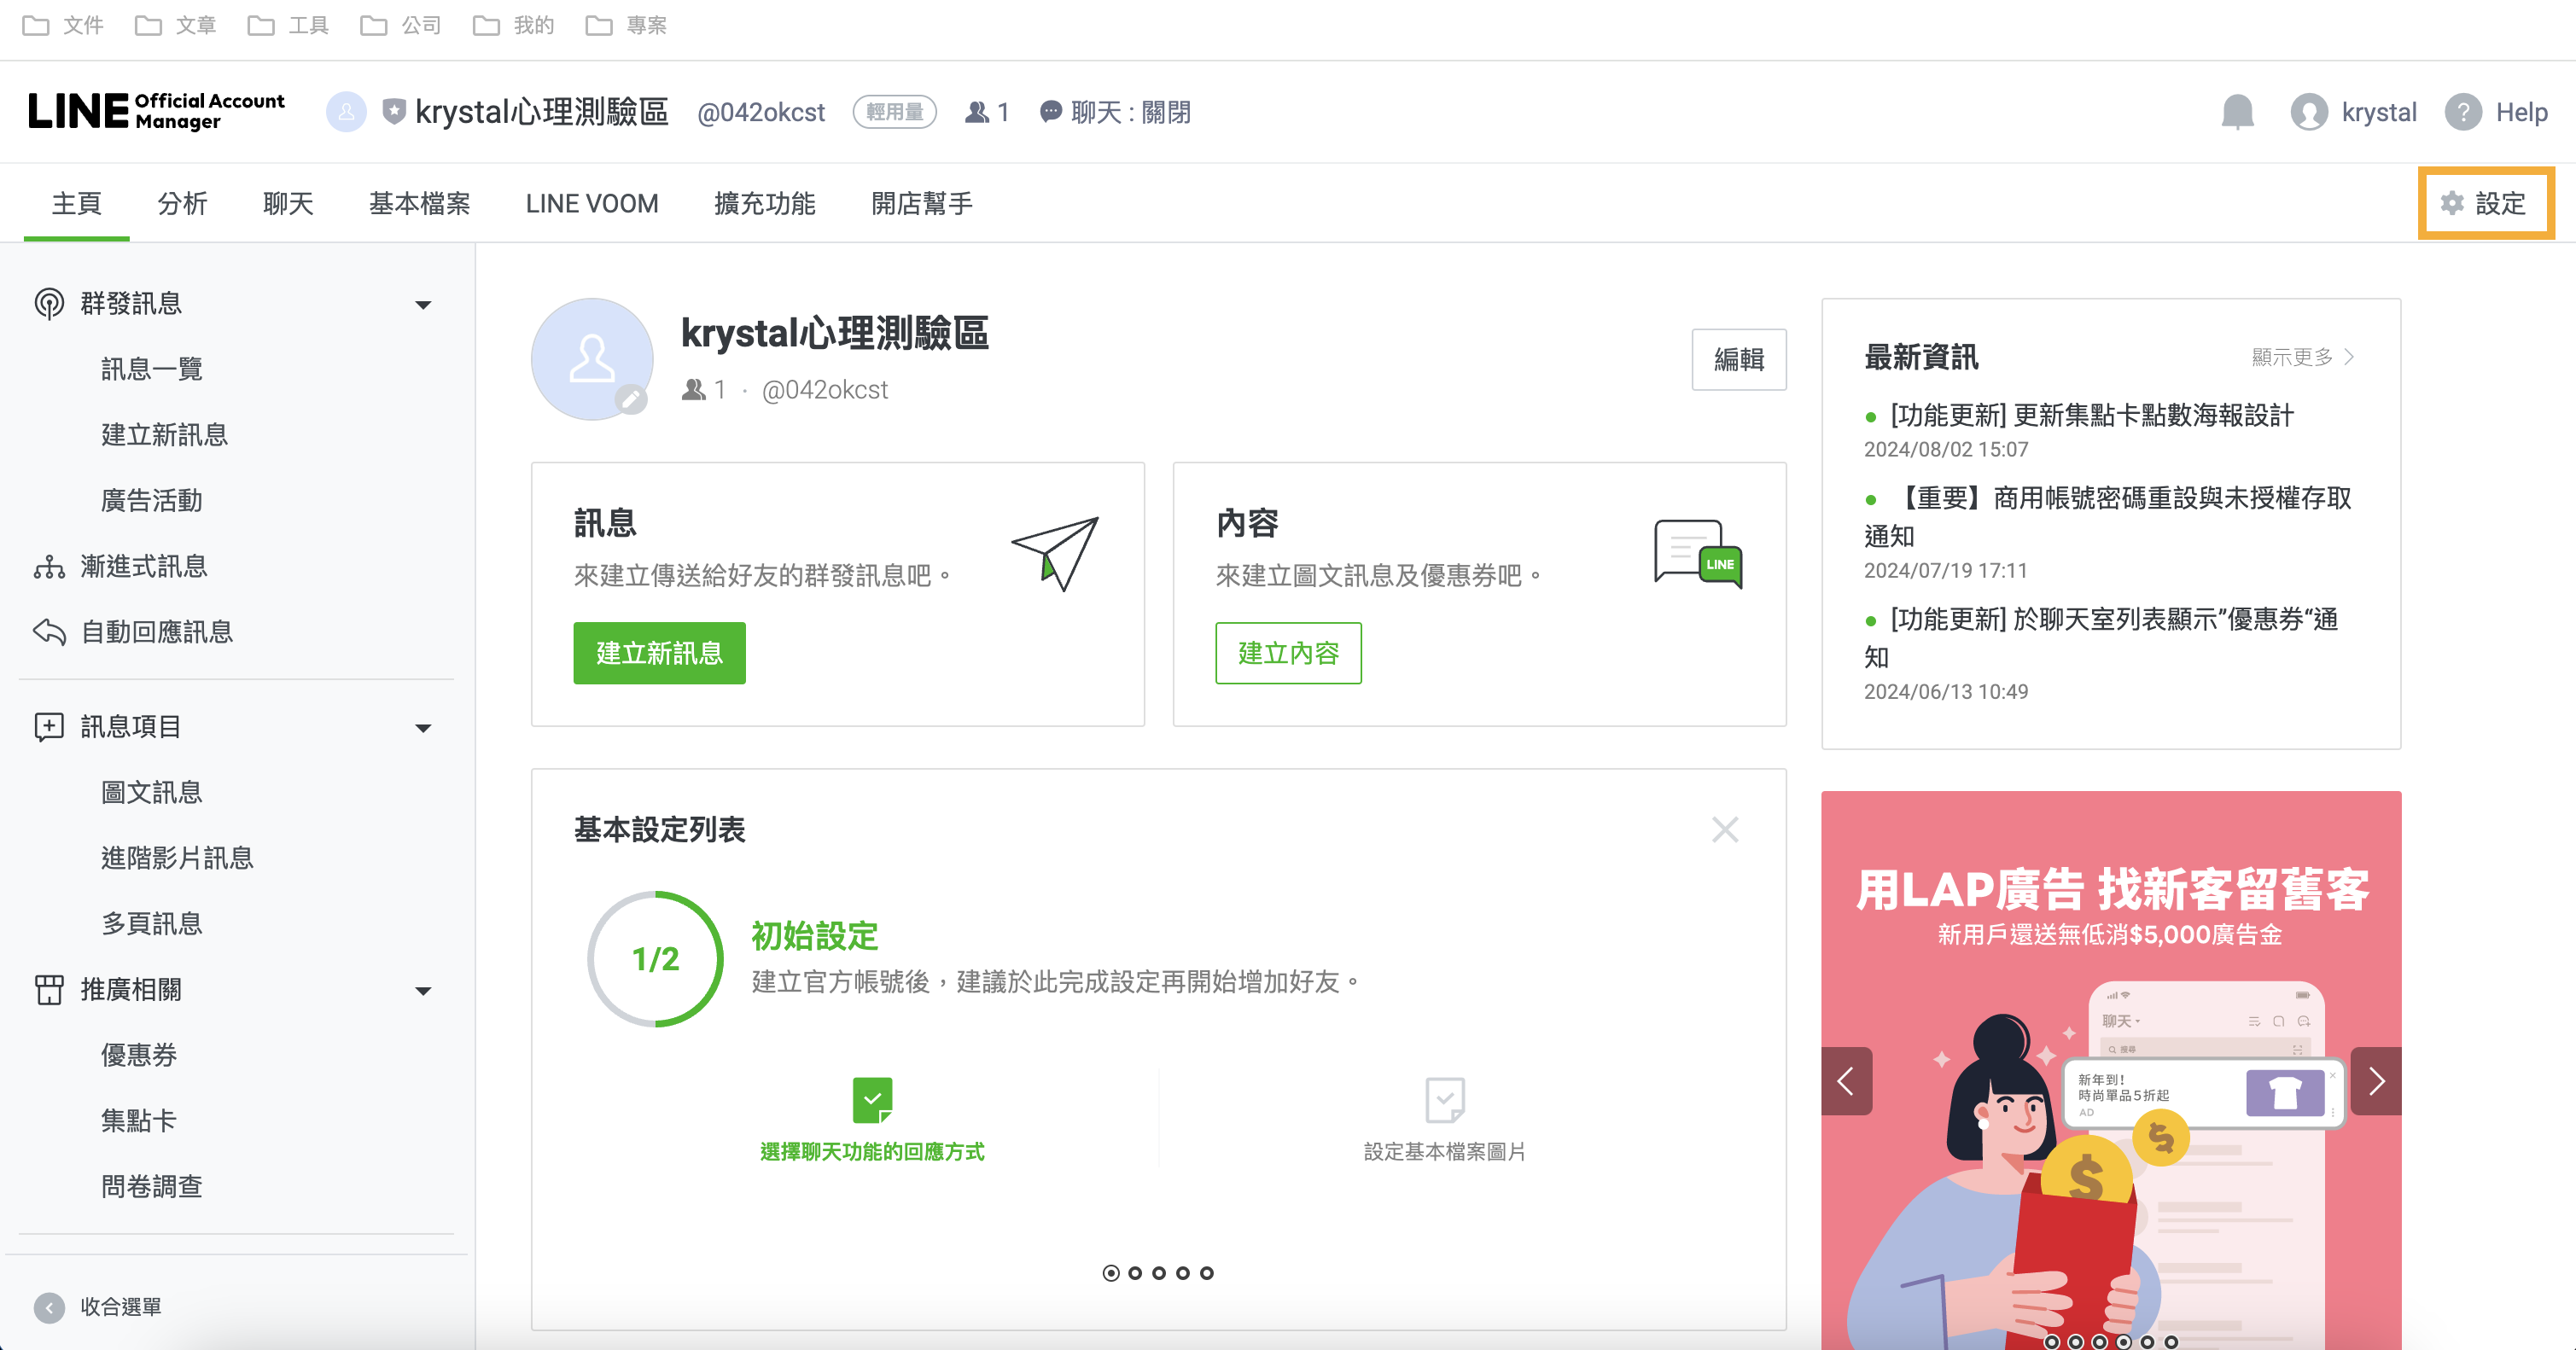 文件 文章 工具 公司 我的 專案
LINE Official Account Manager krystal心理測驗區 @042okcst 輕用量 1 聊天 : 關閉 krystal ? Help
主頁 分析 聊天 基本檔案 LINE VOOM 擴充功能 開店幫手 設定
群發訊息
訊息一覽
建立新訊息
廣告活動
漸進式訊息
自動回應訊息
訊息項目
圖文訊息
進階影片訊息
多頁訊息
推廣相關
優惠券
集點卡
問卷調查
收合選單
krystal心理測驗區
1 · @042okcst
編輯
訊息
來建立傳送給好友的群發訊息吧。
建立新訊息
內容
來建立圖文訊息及優惠券吧。
LINE
建立內容
基本設定列表
1/2
初始設定
建立官方帳號後，建議於此完成設定再開始增加好友。
選擇聊天功能的回應方式
設定基本檔案圖片
最新資訊
顯示更多
[功能更新] 更新集點卡點數海報設計
2024/08/02 15:07
【重要】商用帳號密碼重設與未授權存取
通知
2024/07/19 17:11
[功能更新] 於聊天室列表顯示”優惠券“通
知
2024/06/13 10:49
用LAP廣告 找新客留舊客
新用戶還送無低消$5,000廣告金
聊天
搜尋
新年到!
時尚單品5折起
AD
$
$